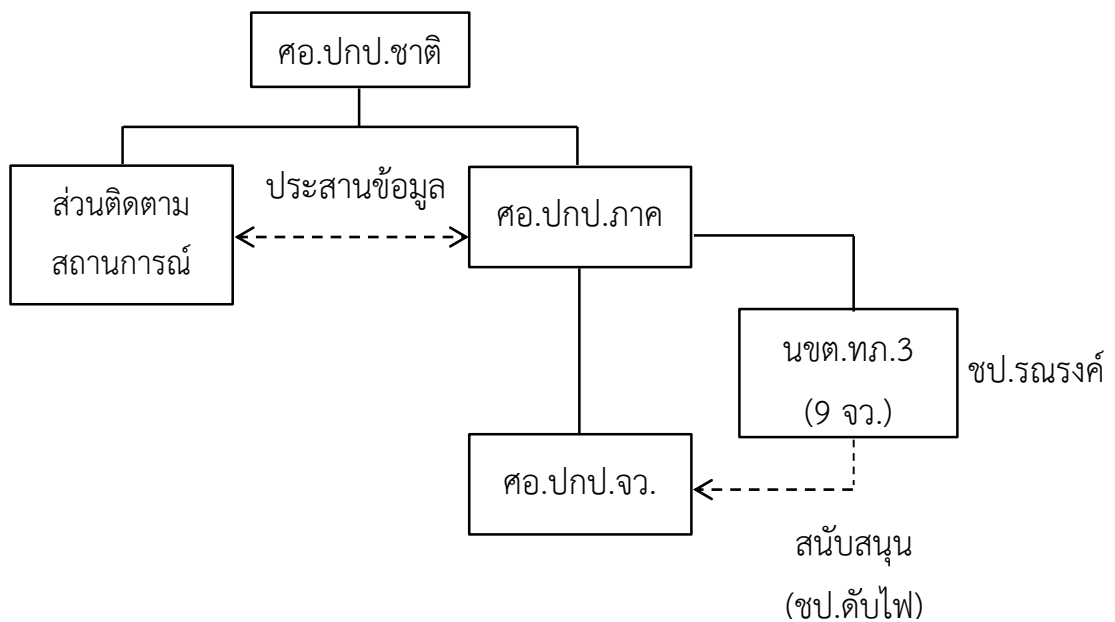 ศอ.ปกป.ชาติ
ส่วนติดตาม
สถานการณ์
ประสานข้อมูล
ศอ.ปกป.ภาค
นขต.ทภ.3
(9 จว.)
ชป.รณรงค์
ศอ.ปกป.จว.
สนับสนุน
(ชป.ดับไฟ)